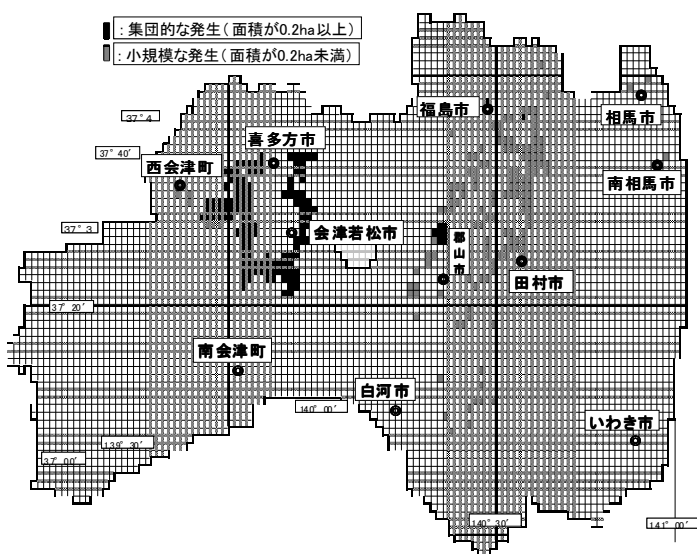 ：集団的な発生（面積が0.2ha以上）
：小規模な発生（面積が0.2ha未満）
福島市
相馬市
37°4
喜多方市
37°40′
西会津町
南相馬市
37°3
会津若松市
郡山市
田村市
37°20′
南会津町
白河市
140°00′
いわき市
139°30′
37°00′
140°30′
141°00′